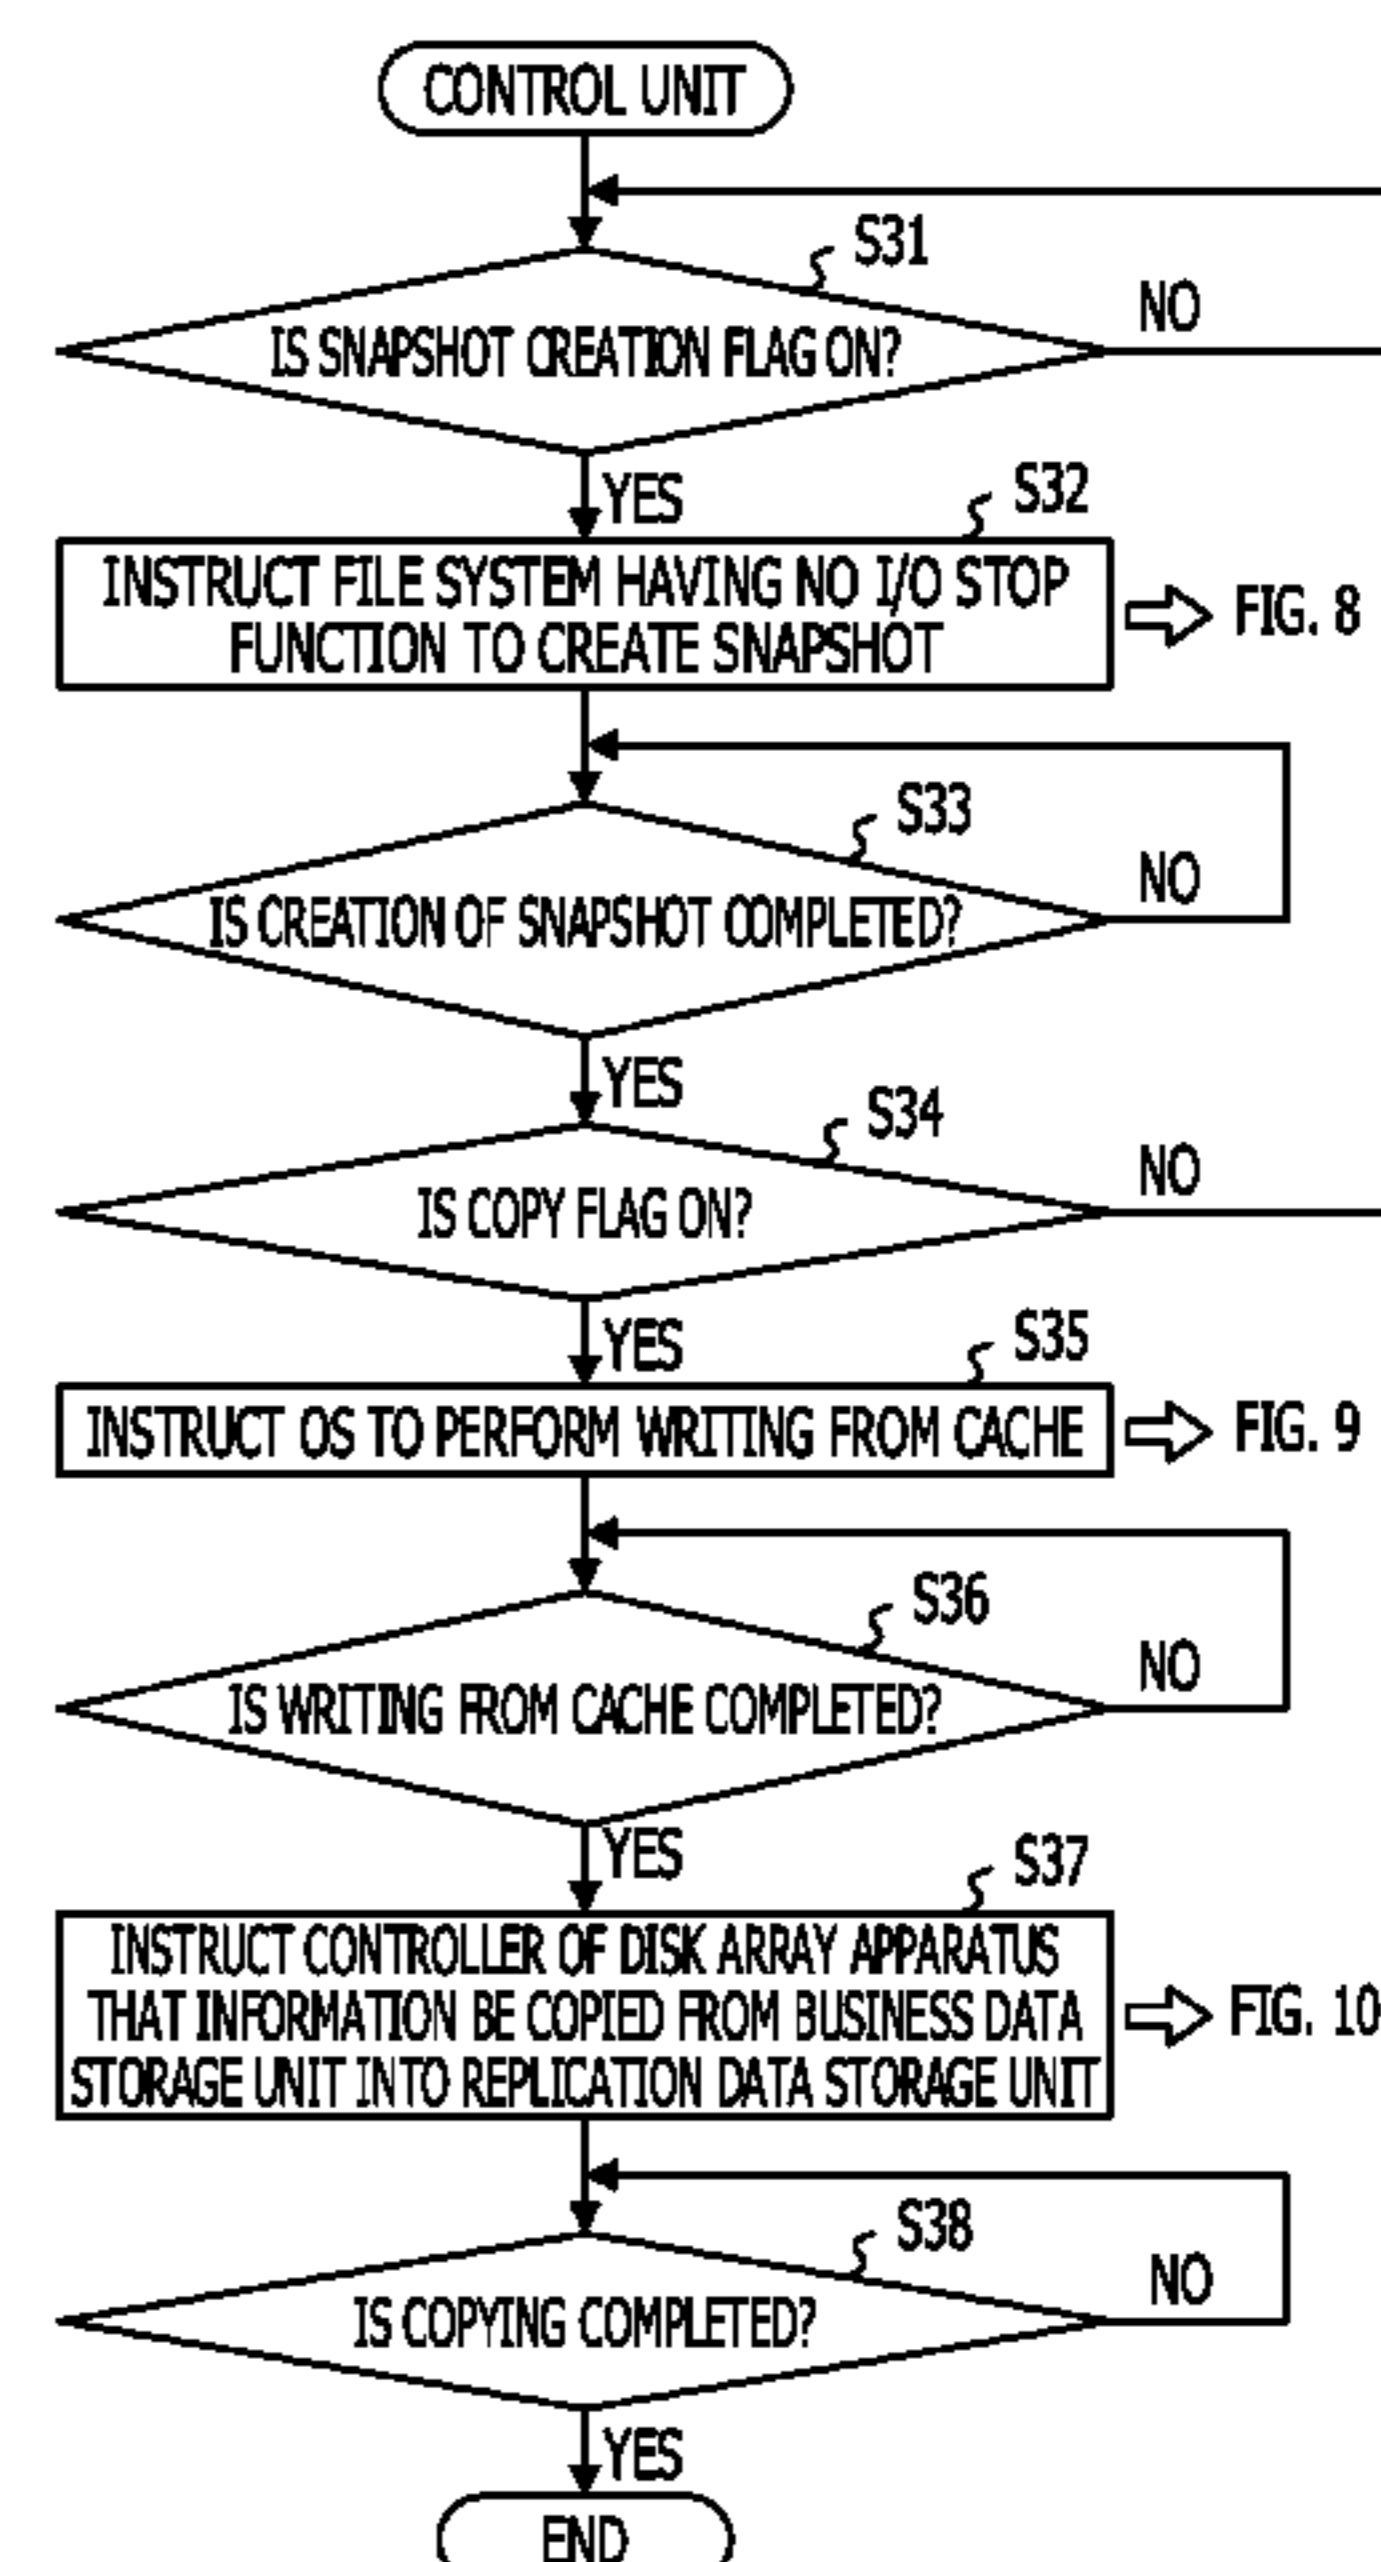 CONTROL UNIT
S31
IS SNAPSHOT CREATION FLAG ON?
NO
YES
S32
INSTRUCT FILE SYSTEM HAVING NO I/O STOP
FUNCTION TO CREATE SNAPSHOT
FIG. 8
S33
IS CREATION OF SNAPSHOT COMPLETED?
NO
YES
S34
IS COPY FLAG ON?
NO
YES
S35
INSTRUCT OS TO PERFORM WRITING FROM CACHE
FIG. 9
S36
IS WRITING FROM CACHE COMPLETED?
NO
YES
S37
INSTRUCT CONTROLLER OF DISK ARRAY APPARATUS
THAT INFORMATION BE COPIED FROM BUSINESS DATA
STORAGE UNIT INTO REPLICATION DATA STORAGE UNIT
FIG. 10
S38
IS COPYING COMPLETED?
NO
YES
END